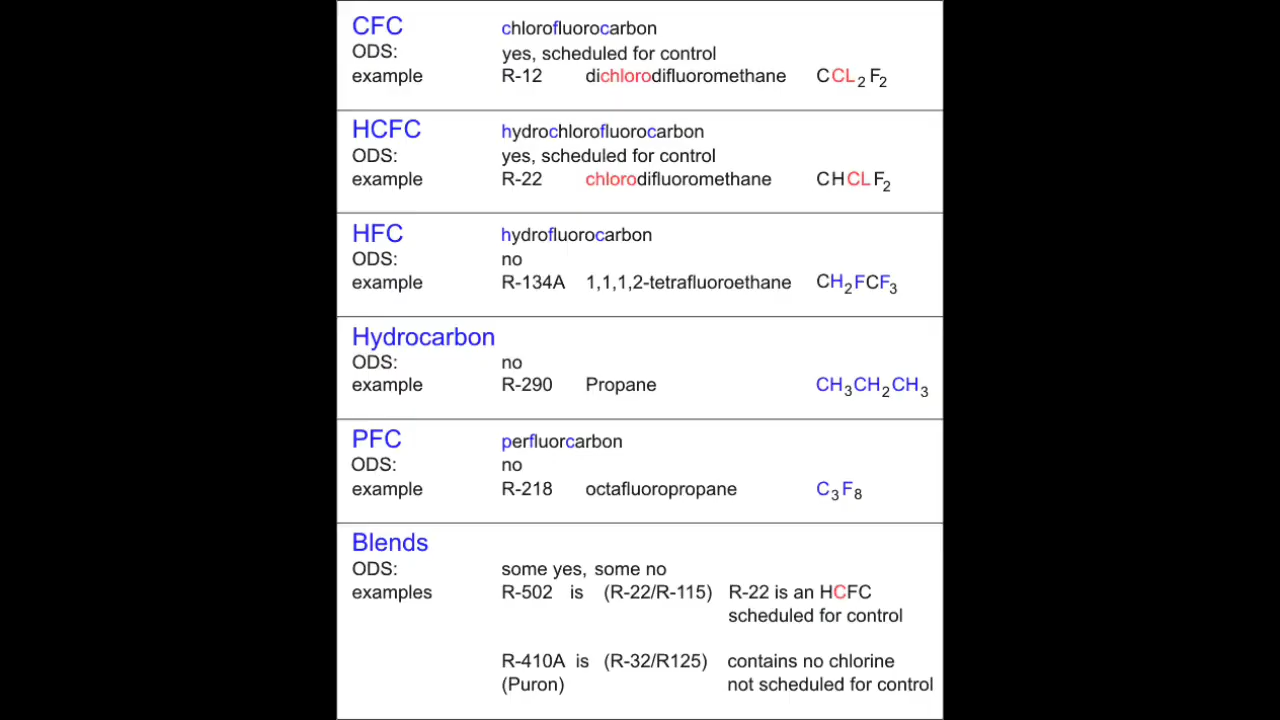 CFC chlorofluorocarbon
ODS: yes, scheduled for control
example R-12 dichlorodifluoromethane CCL2F2
HCFC hydrochlorofluorocarbon
ODS: yes, scheduled for control
example R-22 chlorodifluoromethane CHCLF2
HFC hydrofluorocarbon
ODS: no
example R-134A 1,1,1,2-tetrafluoroethane CH2FCF3
Hydrocarbon
ODS: no
example R-290 Propane CH3CH2CH3
PFC perfluorcarbon
ODS: no
example R-218 octafluoropropane C3F8
Blends
ODS: some yes, some no
examples R-502 is (R-22/R-115) R-22 is an HCFC
scheduled for control
R-410A is (R-32/R125) contains no chlorine
(Puron) not scheduled for control